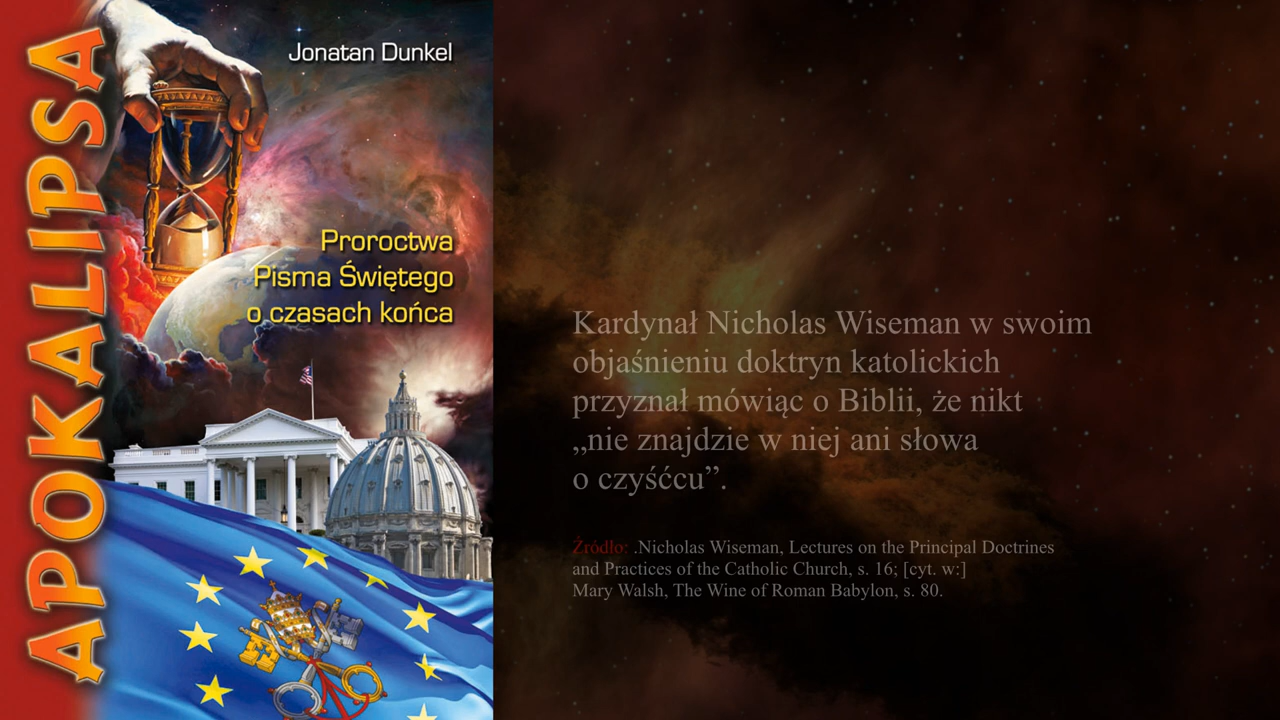 APOKALIPSA
Jonatan Dunkel
Proroctwa
Pisma Świętego
o czasach końca
Kardynał Nicholas Wiseman w swoim
objaśnieniu doktryn katolickich
przyznał mówiąc o Biblii, że nikt
„nie znajdzie w niej ani słowa
o czyśćcu”.
Źródło: .Nicholas Wiseman, Lectures on the Principal Doctrines
and Practices of the Catholic Church, s. 16; [cyt. w:]
Mary Walsh, The Wine of Roman Babylon, s. 80.